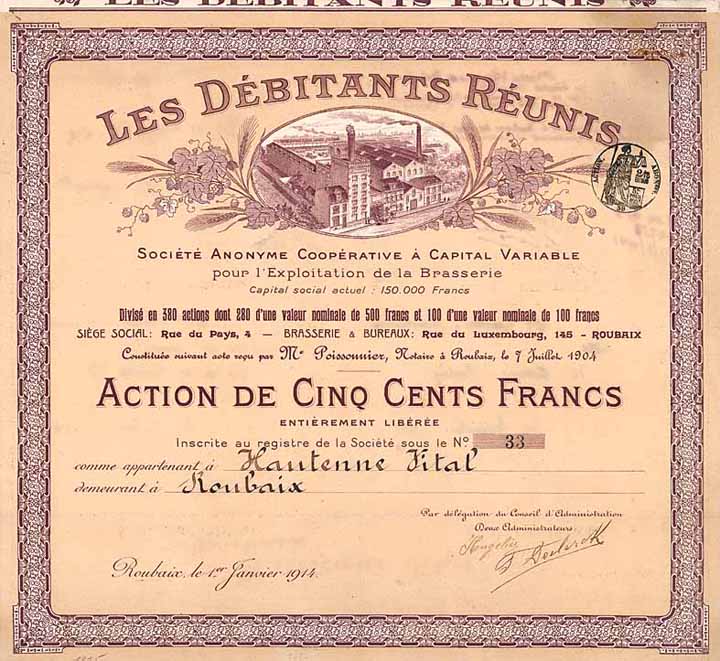 LES DÉBITANTS RÉUNIS
LES DÉBITANTS RÉUNIS
SOCIÉTÉ ANONYME COOPÉRATIVE À CAPITAL VARIABLE
pour l'Exploitation de la Brasserie
Capital social actuel : 150.000 Francs
Divisé en 380 actions dont 280 d'une valeur nominale de 500 francs et 100 d'une valeur nominale de 100 francs
SIÈGE SOCIAL: Rue du Pays, 4 — BRASSERIE & BUREAUX: Rue du Luxembourg, 145 - ROUBAIX
Constituée suivant acte reçu par Me Poissonnier, Notaire à Roubaix, le 7 Juillet 1904
ACTION DE CINQ CENTS FRANCS
ENTIÈREMENT LIBÉRÉE
Inscrite au registre de la Société sous le No 33
comme appartenant à Hautenne Vital
demeurant à Roubaix
Par délégation du Conseil d'Administration
Deux Administrateurs
Roubaix, le 1er Janvier 1914.